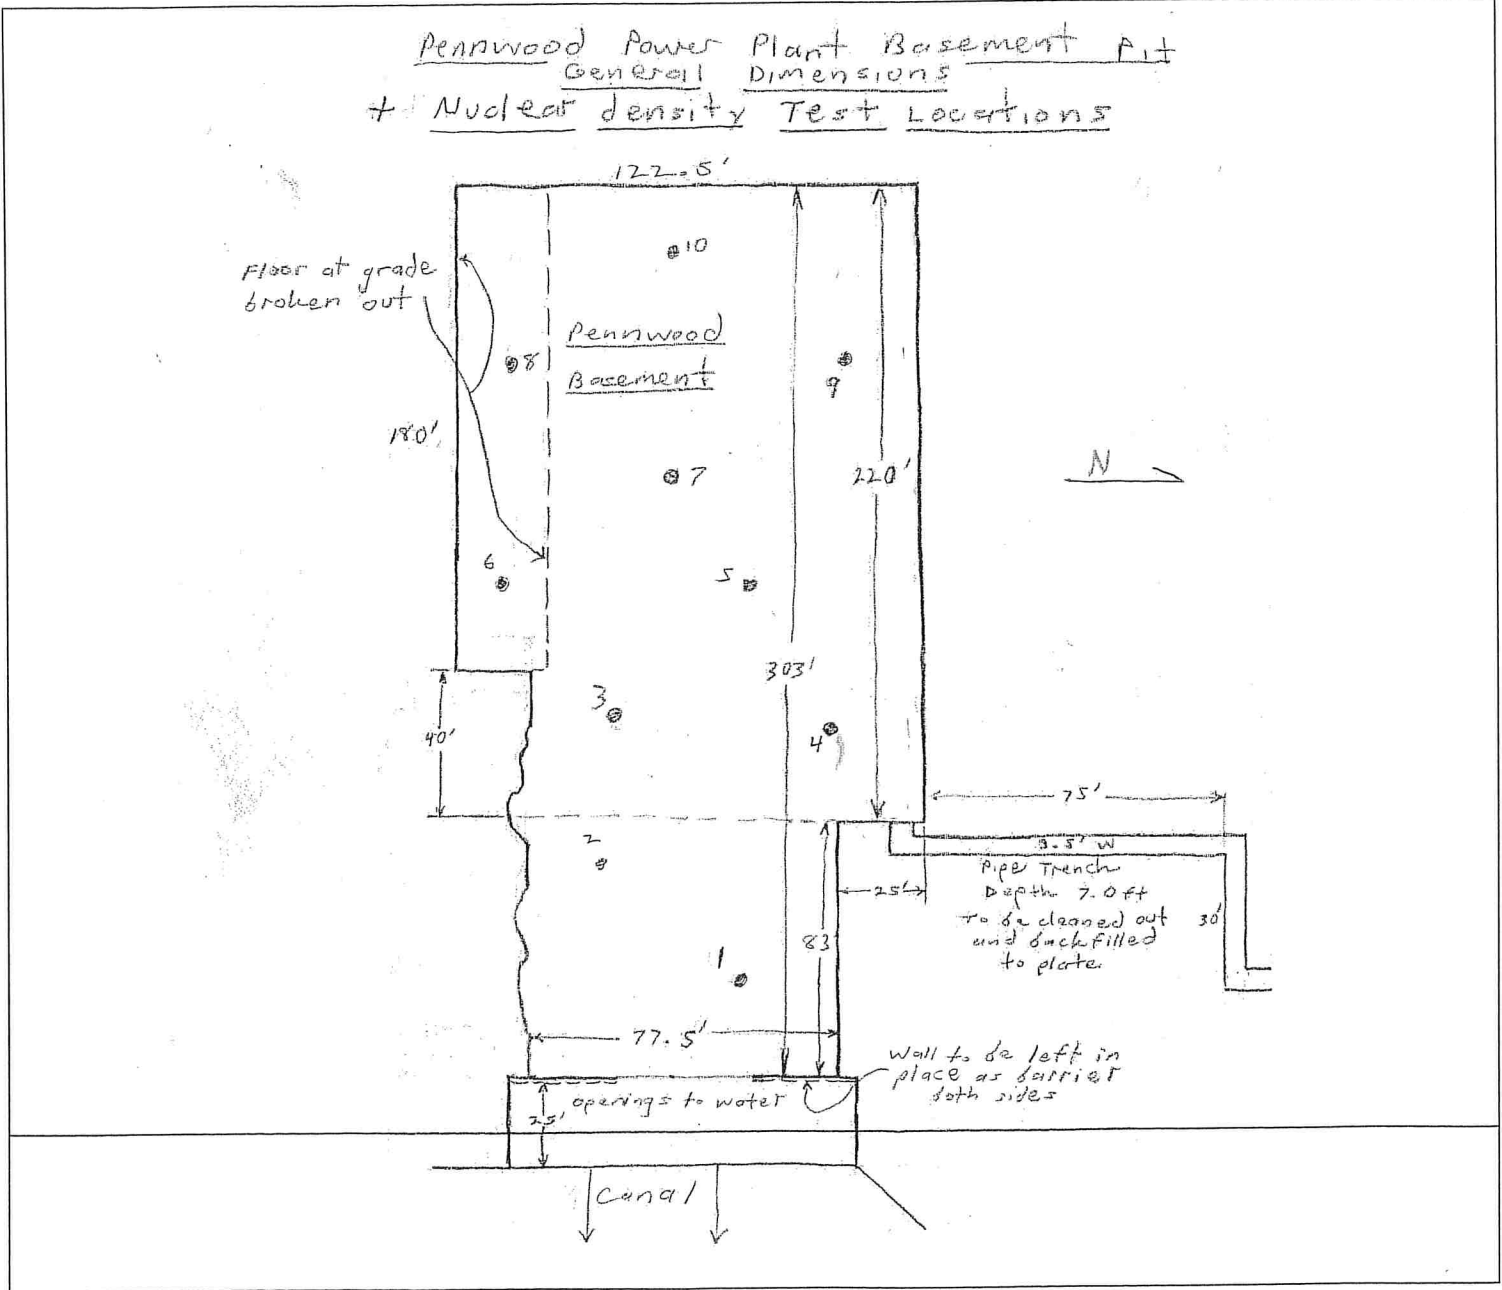 Pennwood Power Plant Basement Pit
General Dimensions
+ Nuclear density Test Locations
122.5'
10
Floor at grade
broken out
Pennwood
Basement
8
9
180'
7
220'
N
6
5
303'
3
40'
4
75'
2
3.5' W
Pipe Trench
25'
Depth 7.0 ft
to be cleaned out
30'
and backfilled
83'
to plate
1
77.5'
Wall to be left in
place as barrier
both sides
openings to water
25'
Canal